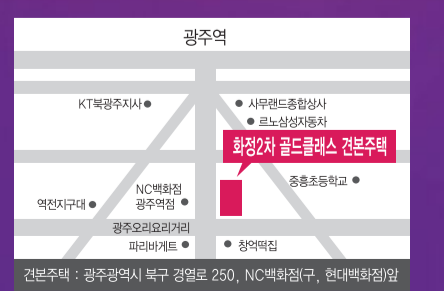 광주역
KT북광주지사
사무랜드종합상사
르노삼성자동차
화정2차 골드클래스 견본주택
중흥초등학교
NC백화점
광주역점
역전지구대
광주오리요리거리
파리바게트
창억떡집
견본주택 : 광주광역시 북구 경열로 250, NC백화점(구, 현대백화점)앞